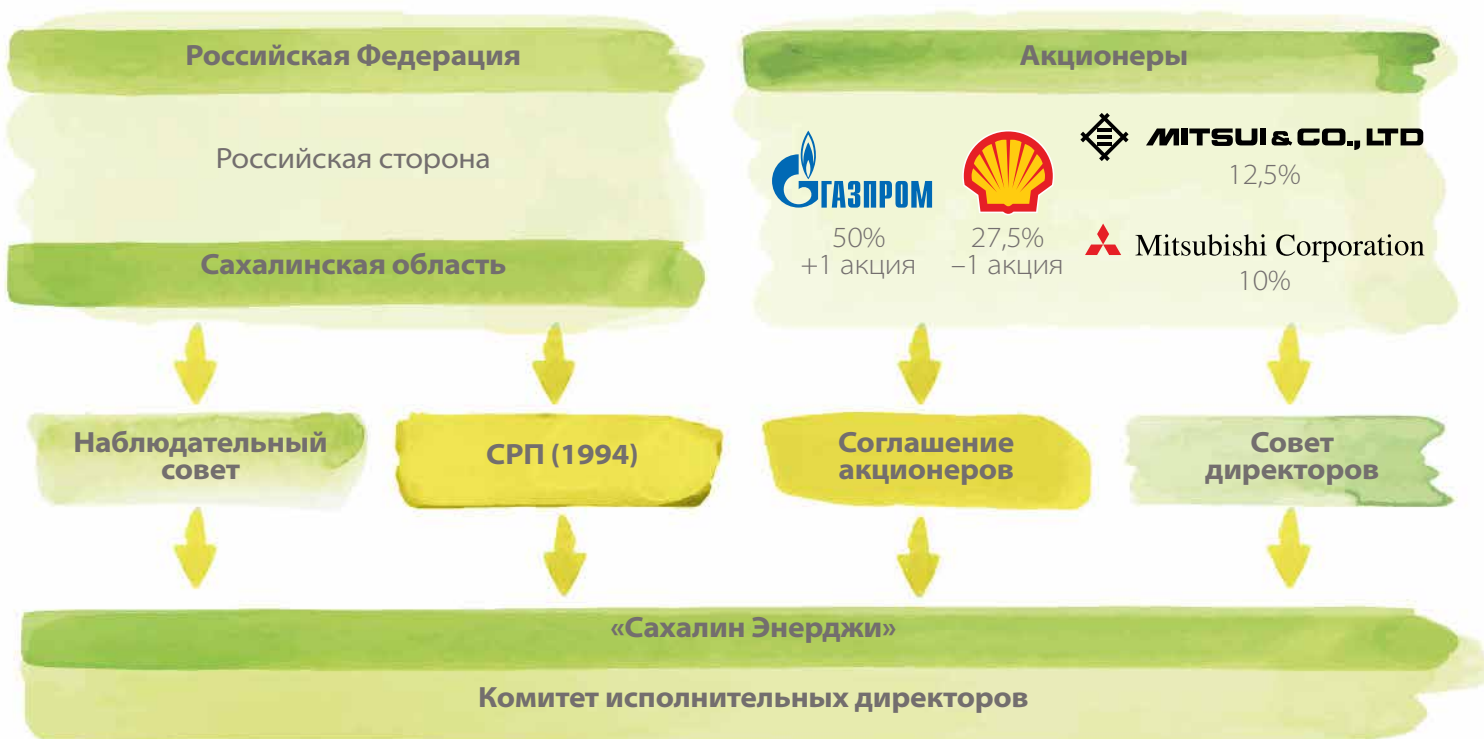 Российская Федерация
Российская сторона
Сахалинская область
Акционеры
ГАЗПРОМ
50%
+1 акция
27,5%
–1 акция
MITSUI & CO., LTD
12,5%
Mitsubishi Corporation
10%
Наблюдательный
совет
СРП (1994)
Соглашение
акционеров
Совет
директоров
«Сахалин Энерджи»
Комитет исполнительных директоров